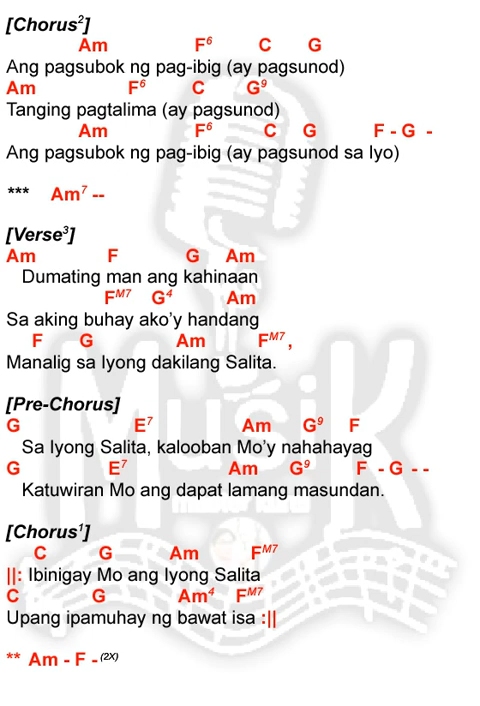 [Chorus²]
Am F⁶ C G
Ang pagsubok ng pag-ibig (ay pagsunod)
Am F⁶ C G⁹
Tanging pagtalima (ay pagsunod)
Am F⁶ C G F - G -
Ang pagsubok ng pag-ibig (ay pagsunod sa Iyo)
*** Am⁷ --
[Verse³]
Am F G Am
Dumating man ang kahinaan
Fᴹ⁷ G⁴ Am
Sa aking buhay ako’y handang
F G Am Fᴹ⁷ ,
Manalig sa Iyong dakilang Salita.
[Pre-Chorus]
G E⁷ Am G⁹ F
Sa Iyong Salita, kalooban Mo’y nahahayag
G E⁷ Am G⁹ F - G - -
Katuwiran Mo ang dapat lamang masundan.
[Chorus¹]
C G Am Fᴹ⁷
||: Ibinigay Mo ang Iyong Salita
C G Am⁴ Fᴹ⁷
Upang ipamuhay ng bawat isa :||
** Am - F - (2X)
MusiK